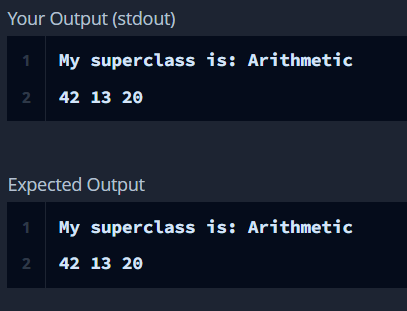 Your Output (stdout)
1 My superclass is: Arithmetic
2 42 13 20
Expected Output
1 My superclass is: Arithmetic
2 42 13 20